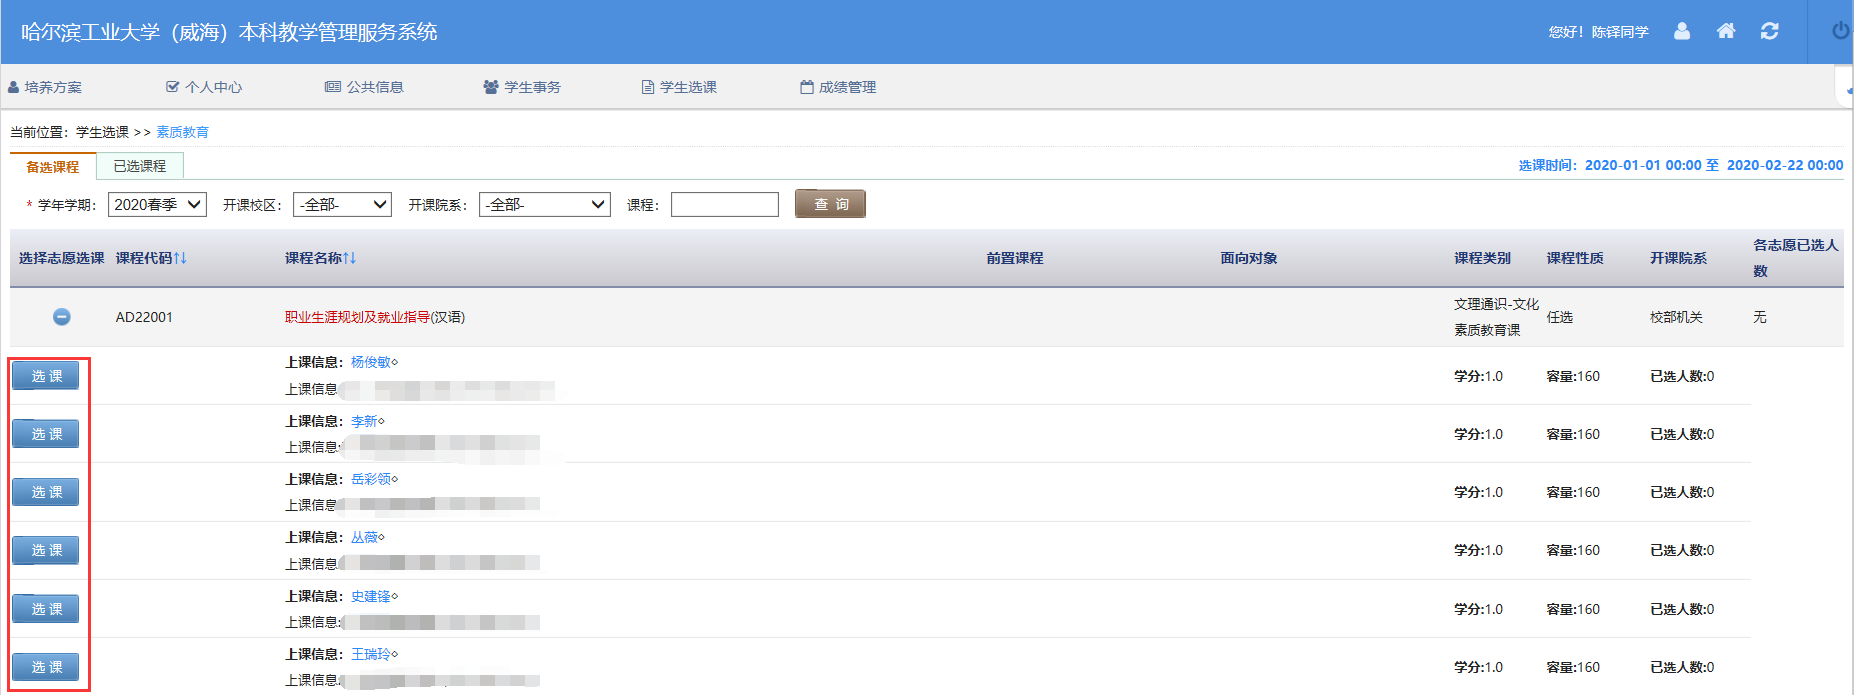 哈尔滨工业大学（威海）本科教学管理服务系统
您好！陈铎同学
培养方案 个人中心 公共信息 学生事务 学生选课 成绩管理
当前位置：学生选课 >> 素质教育
备选课程 已选课程
选课时间：2020-01-01 00:00 至 2020-02-22 00:00
* 学年学期： 2020春季 开课校区： -全部- 开课院系： -全部- 课程： 查 询
选择志愿选课 课程代码↑↓ 课程名称↑↓ 前置课程 面向对象 课程类别 课程性质 开课院系 各志愿已选人数
AD22001 职业生涯规划及就业指导(汉语) 文理通识-文化素质教育课 任选 校部机关 无
选 课 上课信息：杨俊敏◇ 学分:1.0 容量:160 已选人数:0
上课信息
选 课 上课信息：李新◇ 学分:1.0 容量:160 已选人数:0
上课信息:
选 课 上课信息：岳彩领◇ 学分:1.0 容量:160 已选人数:0
上课信息
选 课 上课信息：丛薇◇ 学分:1.0 容量:160 已选人数:0
上课信息
选 课 上课信息：史建锋◇ 学分:1.0 容量:160 已选人数:0
上课信息:
选 课 上课信息：王瑞玲◇ 学分:1.0 容量:160 已选人数:0
上课信息: